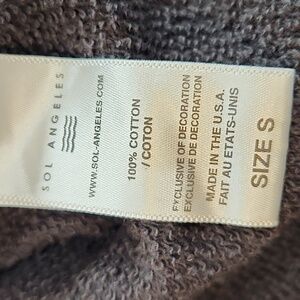 SOL ANGELES
WWW.SOL-ANGELES.COM
100% COTTON
/ COTON
EXCLUSIVE OF DECORATION
EXCLUSIVE DE DECORATION
MADE IN THE U.S.A.
FAIT AU ETATS-UNIS
SIZE S